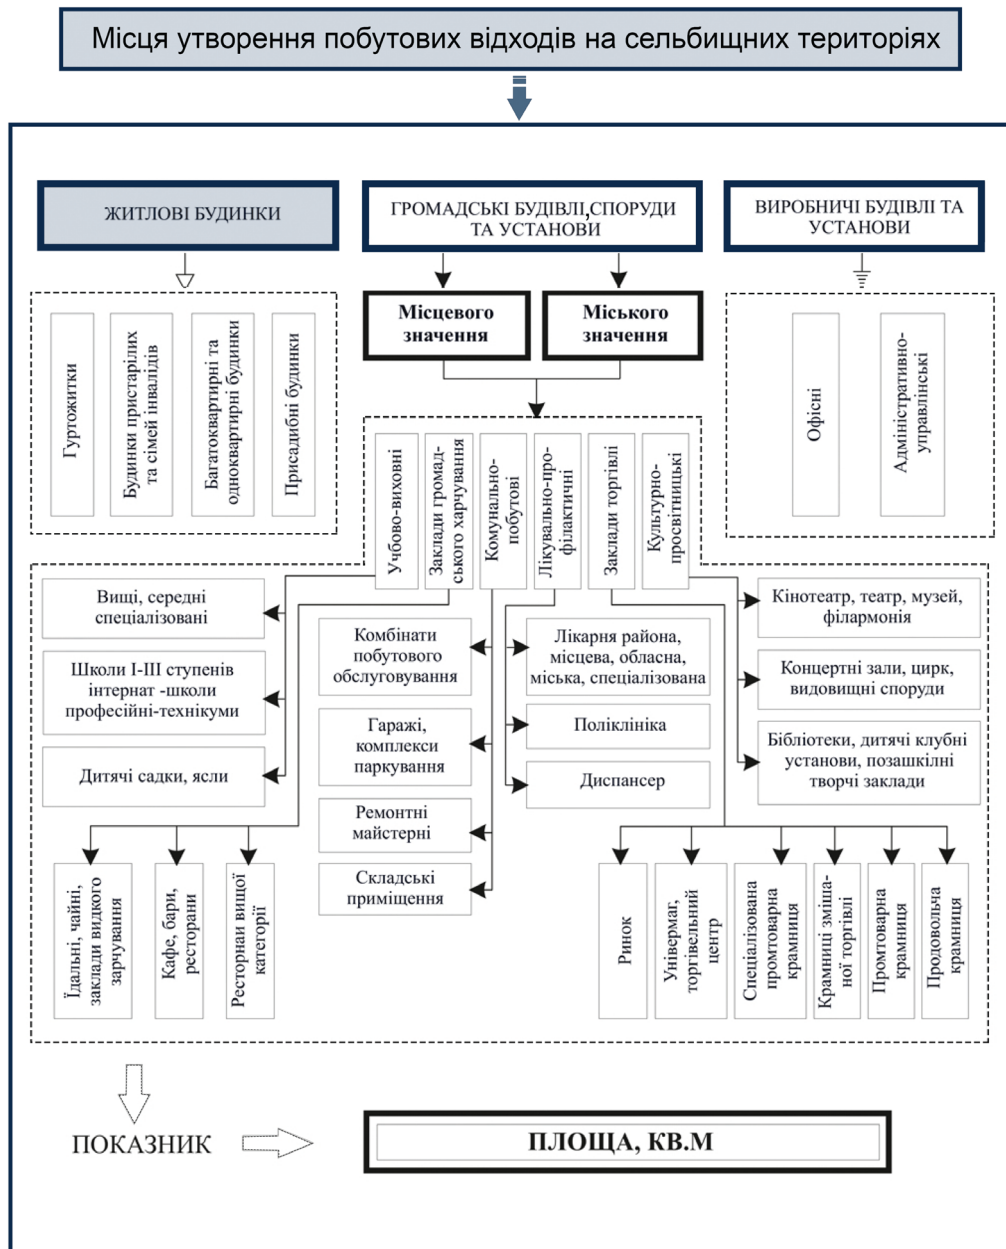 Місця утворення побутових відходів на сельбищних територіях
ЖИТЛОВІ БУДИНКИ
ГРОМАДСЬКІ БУДІВЛІ,СПОРУДИ
ТА УСТАНОВИ
ВИРОБНИЧІ БУДІВЛІ ТА
УСТАНОВИ
Місцевого
значення
Міського
значення
Гуртожитки
Будинки пристарілих
та сімей інвалідів
Багатоквартирні та
одноквартирні будинки
Присадибні будинки
Офісні
Адміністративно-
управлінські
Учбово-виховні
Заклади громад-
ського харчування
Комунально-
побутові
Лікувально-про-
філактичні
Заклади торгівлі
Культурно-
просвітницькі
Вищі, середні
спеціалізовані
Школи І-ІІІ ступенів
інтернат -школи
професійні-технікуми
Дитячі садки, ясли
Комбінати
побутового
обслуговування
Гаражі,
комплекси
паркування
Ремонтні
майстерні
Складські
приміщення
Лікарня района,
місцева, обласна,
міська, спеціалізована
Поліклініка
Диспансер
Кінотеатр, театр, музей,
філармонія
Концертні зали, цирк,
видовищні споруди
Бібліотеки, дитячі клубні
установи, позашкілні
творчі заклади
Їдальні, чайні,
заклади видкого
зарчування
Кафе, бари,
ресторани
Ресторнаи вищої
категорії
Ринок
Універмаг,
торгівельний
центр
Спеціалізована
промтоварна
крамниця
Крамниці зміша-
ної торгівлі
Промтоварна
крамниця
Продовольча
крамниця
ПОКАЗНИК
ПЛОЩА, КВ.М